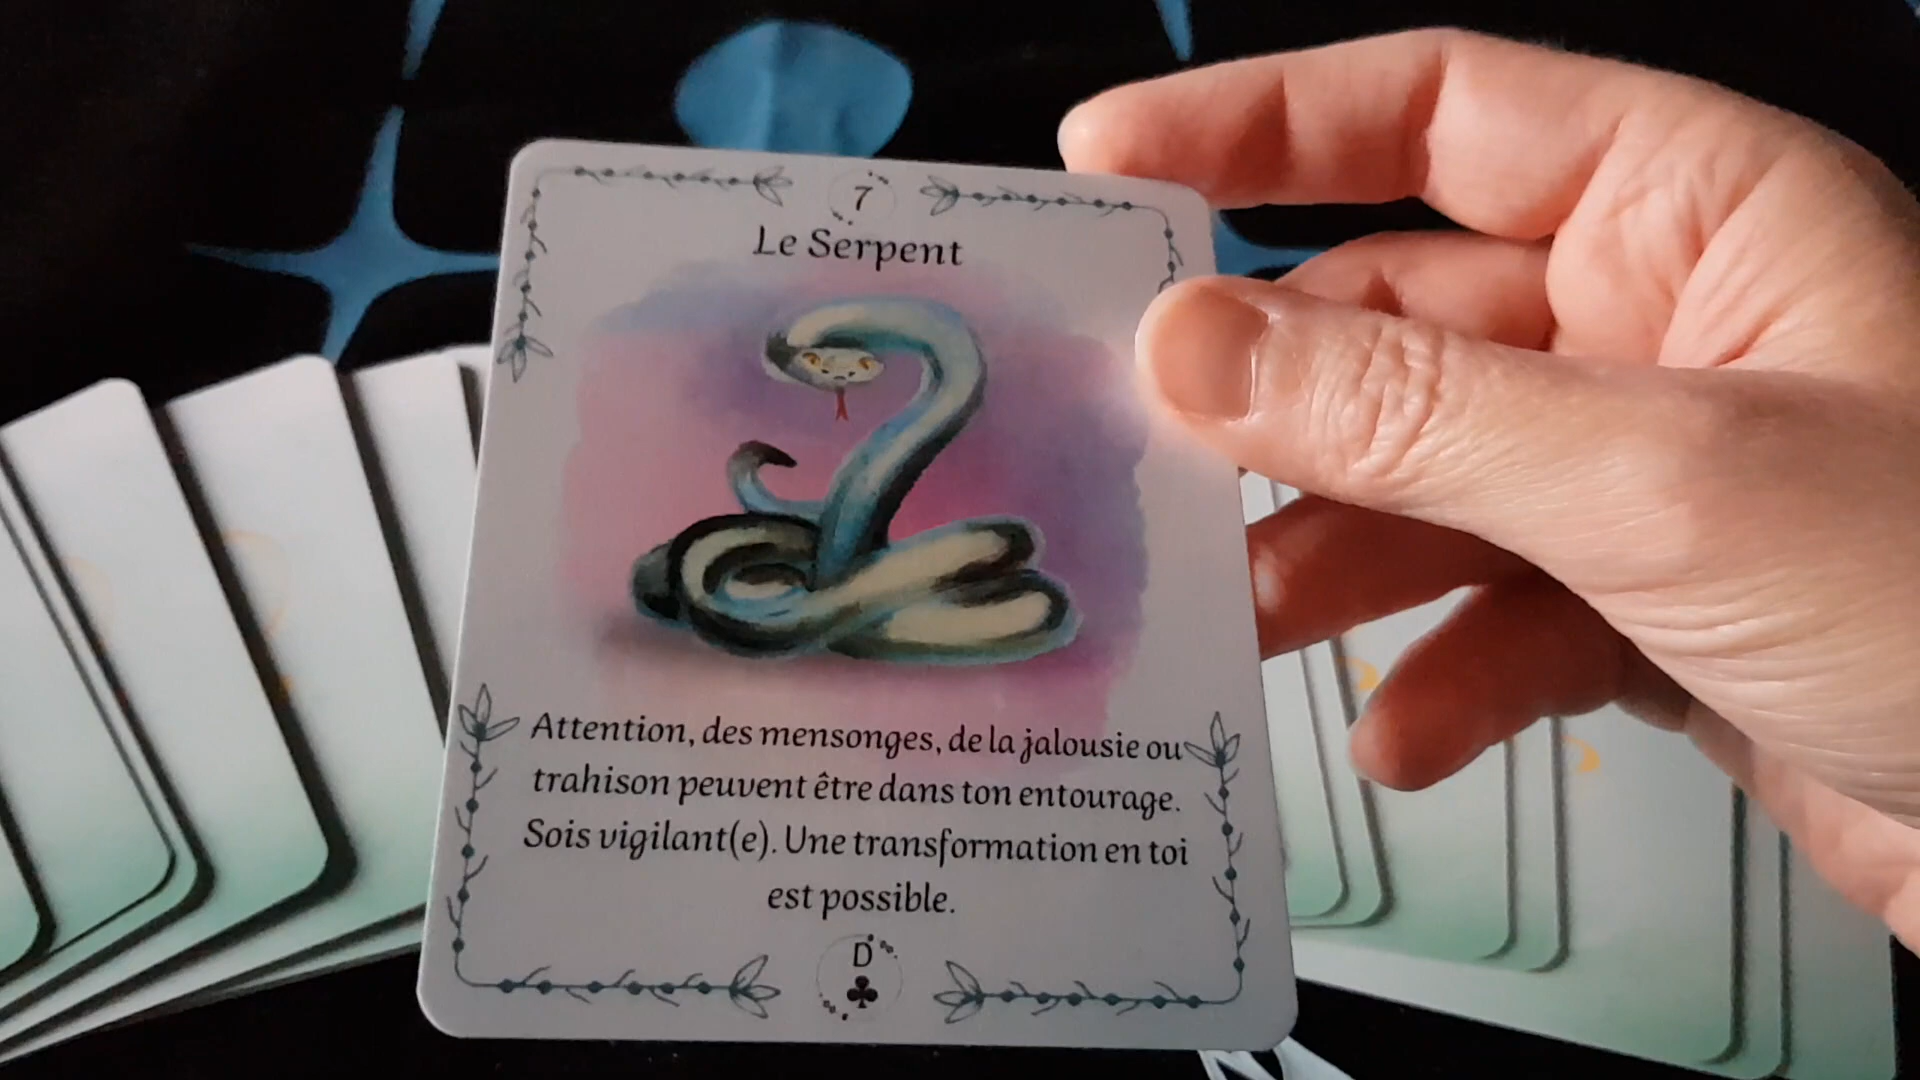 7
Le Serpent
Attention, des mensonges, de la jalousie ou
trahison peuvent être dans ton entourage.
Sois vigilant(e). Une transformation en toi
est possible.
D